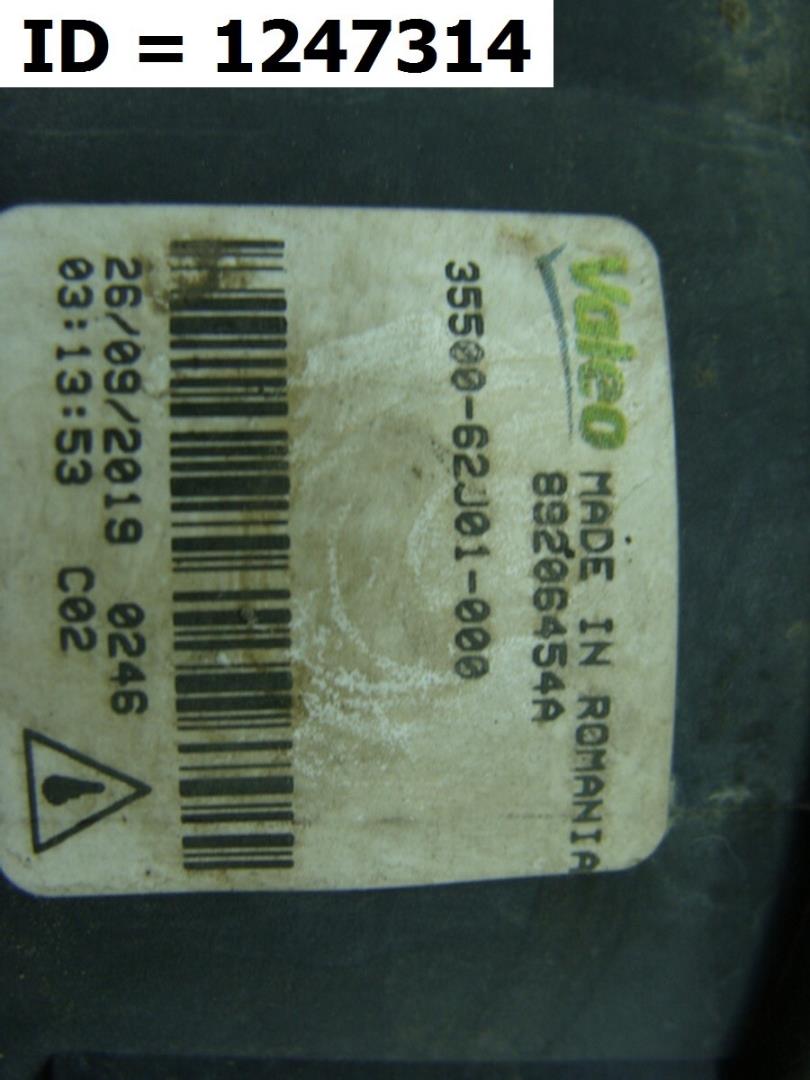 ID = 1247314
Valeo
MADE IN ROMANIA
89206454A
35500-62J01-000
26/09/2019 0246
03:13:53 C02